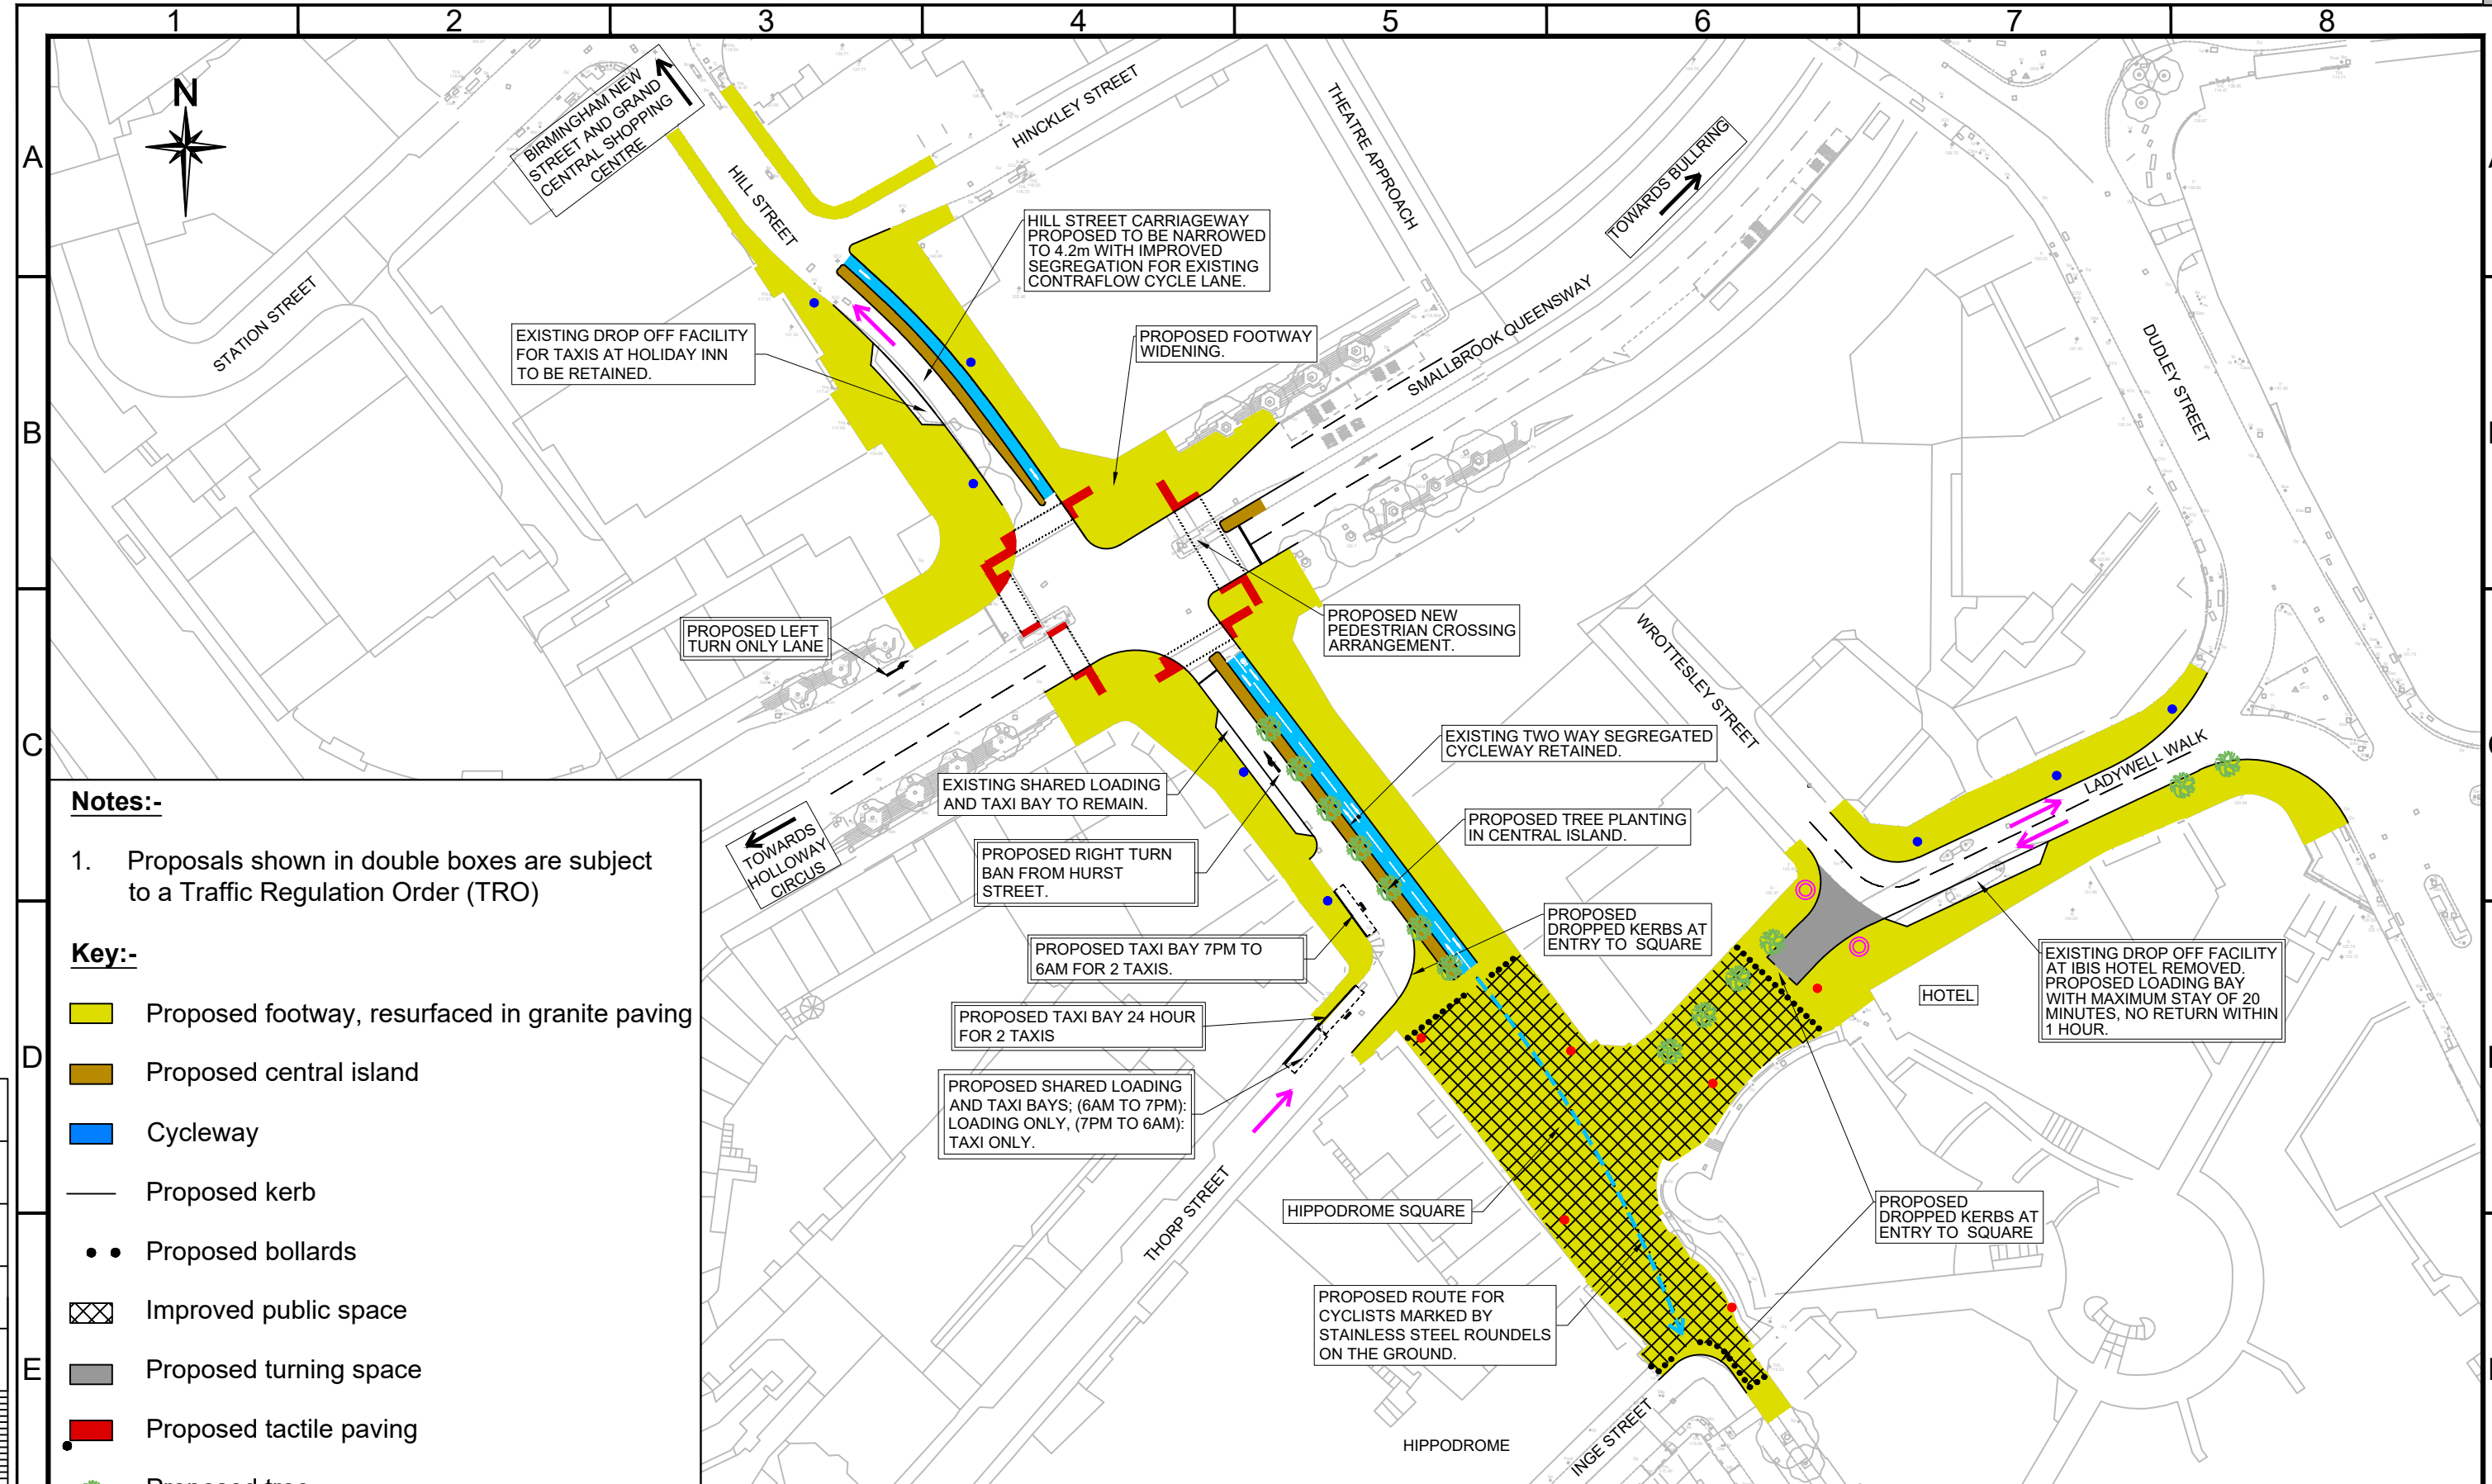 1 2 3 4 5 6 7 8
A
B
C
D
E
N
BIRMINGHAM NEW
STREET AND GRAND
CENTRAL SHOPPING
CENTRE
HILL STREET
HINCKLEY STREET
THEATRE APPROACH
TOWARDS BULLRING
STATION STREET
HILL STREET CARRIAGEWAY
PROPOSED TO BE NARROWED
TO 4.2m WITH IMPROVED
SEGREGATION FOR EXISTING
CONTRAFLOW CYCLE LANE.
EXISTING DROP OFF FACILITY
FOR TAXIS AT HOLIDAY INN
TO BE RETAINED.
PROPOSED FOOTWAY
WIDENING.
SMALLBROOK QUEENSWAY
DUDLEY STREET
PROPOSED LEFT
TURN ONLY LANE
PROPOSED NEW
PEDESTRIAN CROSSING
ARRANGEMENT.
WROTTESLEY STREET
EXISTING TWO WAY SEGREGATED
CYCLEWAY RETAINED.
LADYWELL WALK
EXISTING SHARED LOADING
AND TAXI BAY TO REMAIN.
PROPOSED TREE PLANTING
IN CENTRAL ISLAND.
TOWARDS
HOLLOWAY
CIRCUS
PROPOSED RIGHT TURN
BAN FROM HURST
STREET.
PROPOSED
DROPPED KERBS AT
ENTRY TO SQUARE
PROPOSED TAXI BAY 7PM TO
6AM FOR 2 TAXIS.
EXISTING DROP OFF FACILITY
AT IBIS HOTEL REMOVED.
PROPOSED LOADING BAY
WITH MAXIMUM STAY OF 20
MINUTES, NO RETURN WITHIN
1 HOUR.
HOTEL
PROPOSED TAXI BAY 24 HOUR
FOR 2 TAXIS
PROPOSED SHARED LOADING
AND TAXI BAYS; (6AM TO 7PM):
LOADING ONLY, (7PM TO 6AM):
TAXI ONLY.
THORP STREET
HIPPODROME SQUARE
PROPOSED
DROPPED KERBS AT
ENTRY TO SQUARE
PROPOSED ROUTE FOR
CYCLISTS MARKED BY
STAINLESS STEEL ROUNDELS
ON THE GROUND.
HIPPODROME
INGE STREET
Notes:-
1. Proposals shown in double boxes are subject
to a Traffic Regulation Order (TRO)
Key:-
Proposed footway, resurfaced in granite paving
Proposed central island
Cycleway
Proposed kerb
Proposed bollards
Improved public space
Proposed turning space
Proposed tactile paving
Proposed tree